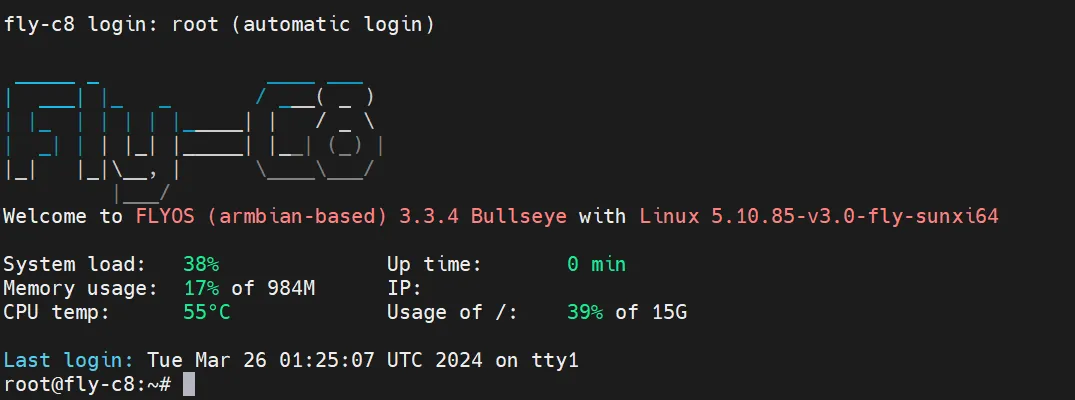 fly-c8 login: root (automatic login)
Fly-C8
Welcome to FLYOS (armbian-based) 3.3.4 Bullseye with Linux 5.10.85-v3.0-fly-sunxi64
System load: 38% Up time: 0 min
Memory usage: 17% of 984M IP:
CPU temp: 55°C Usage of /: 39% of 15G
Last login: Tue Mar 26 01:25:07 UTC 2024 on tty1
root@fly-c8:~#